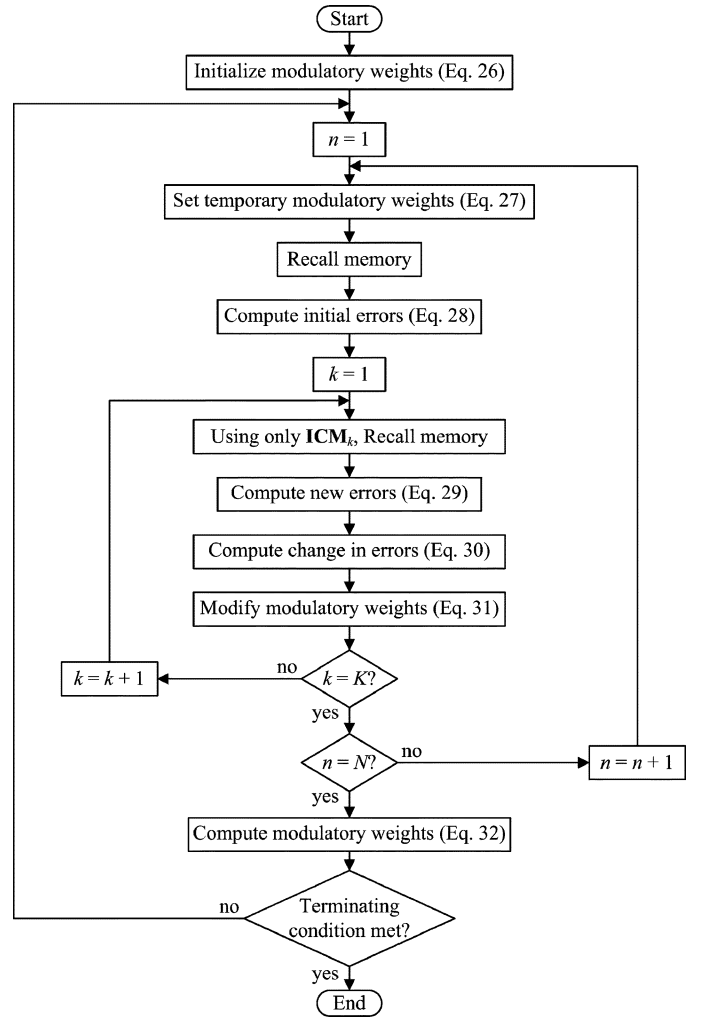 Start
Initialize modulatory weights (Eq. 26)
n = 1
Set temporary modulatory weights (Eq. 27)
Recall memory
Compute initial errors (Eq. 28)
k = 1
Using only ICMk, Recall memory
Compute new errors (Eq. 29)
Compute change in errors (Eq. 30)
Modify modulatory weights (Eq. 31)
k = k + 1
no
k = K?
yes
n = N?
no
n = n + 1
yes
Compute modulatory weights (Eq. 32)
no
Terminating
condition met?
yes
End